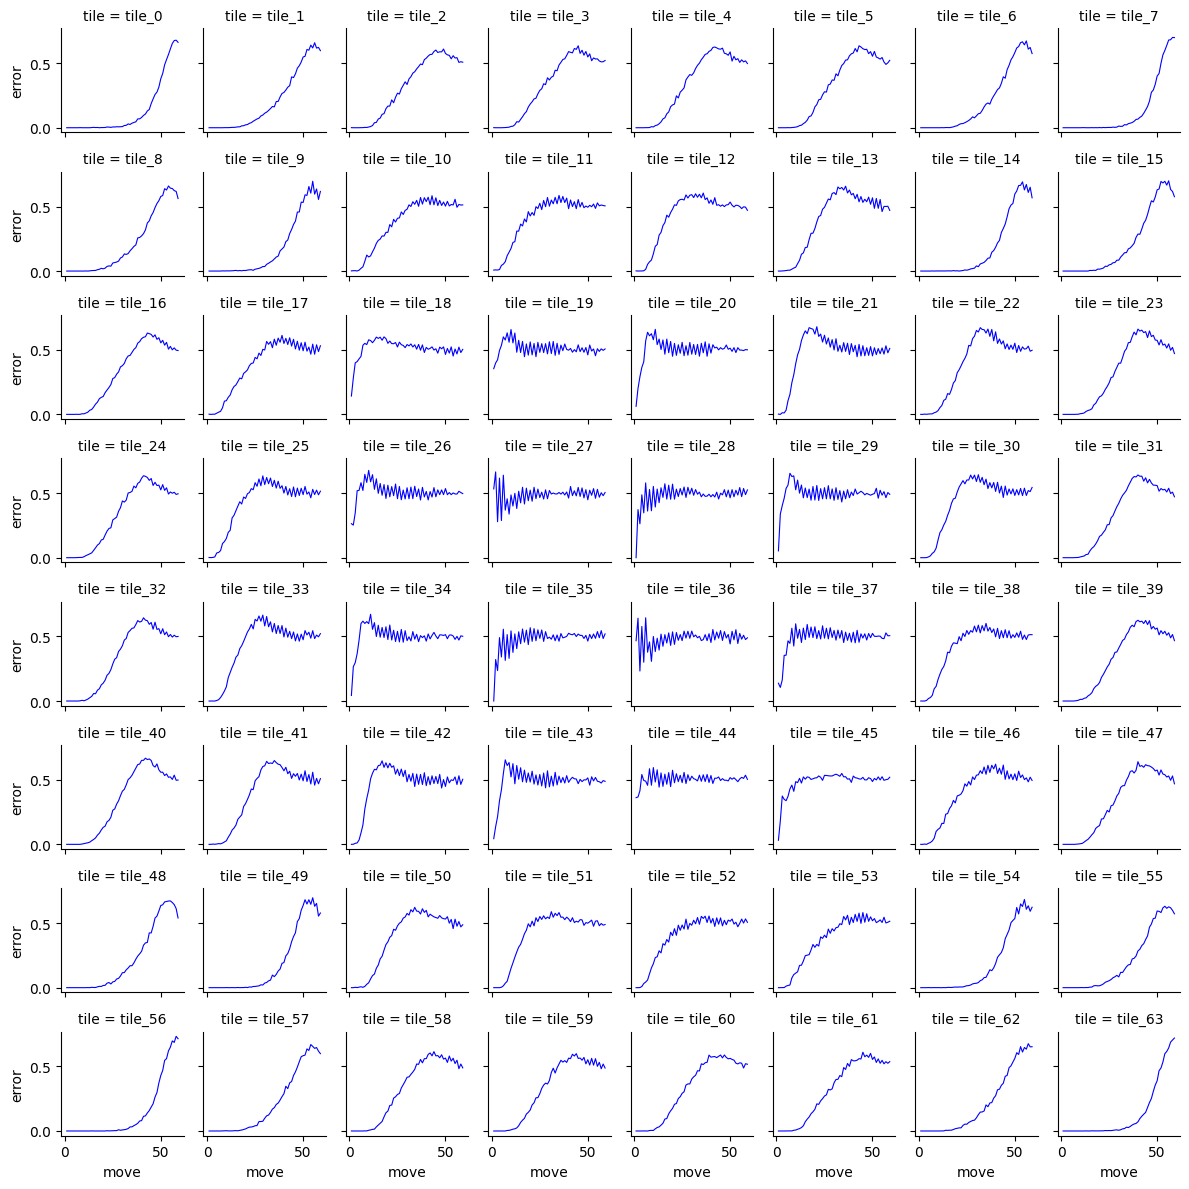 tile = tile_0 tile = tile_1 tile = tile_2 tile = tile_3 tile = tile_4 tile = tile_5 tile = tile_6 tile = tile_7
0.5
error
0.0
tile = tile_8 tile = tile_9 tile = tile_10 tile = tile_11 tile = tile_12 tile = tile_13 tile = tile_14 tile = tile_15
0.5
error
0.0
tile = tile_16 tile = tile_17 tile = tile_18 tile = tile_19 tile = tile_20 tile = tile_21 tile = tile_22 tile = tile_23
0.5
error
0.0
tile = tile_24 tile = tile_25 tile = tile_26 tile = tile_27 tile = tile_28 tile = tile_29 tile = tile_30 tile = tile_31
0.5
error
0.0
tile = tile_32 tile = tile_33 tile = tile_34 tile = tile_35 tile = tile_36 tile = tile_37 tile = tile_38 tile = tile_39
0.5
error
0.0
tile = tile_40 tile = tile_41 tile = tile_42 tile = tile_43 tile = tile_44 tile = tile_45 tile = tile_46 tile = tile_47
0.5
error
0.0
tile = tile_48 tile = tile_49 tile = tile_50 tile = tile_51 tile = tile_52 tile = tile_53 tile = tile_54 tile = tile_55
0.5
error
0.0
tile = tile_56 tile = tile_57 tile = tile_58 tile = tile_59 tile = tile_60 tile = tile_61 tile = tile_62 tile = tile_63
0.5
error
0.0
0 50 0 50 0 50 0 50 0 50 0 50 0 50 0 50
move move move move move move move move